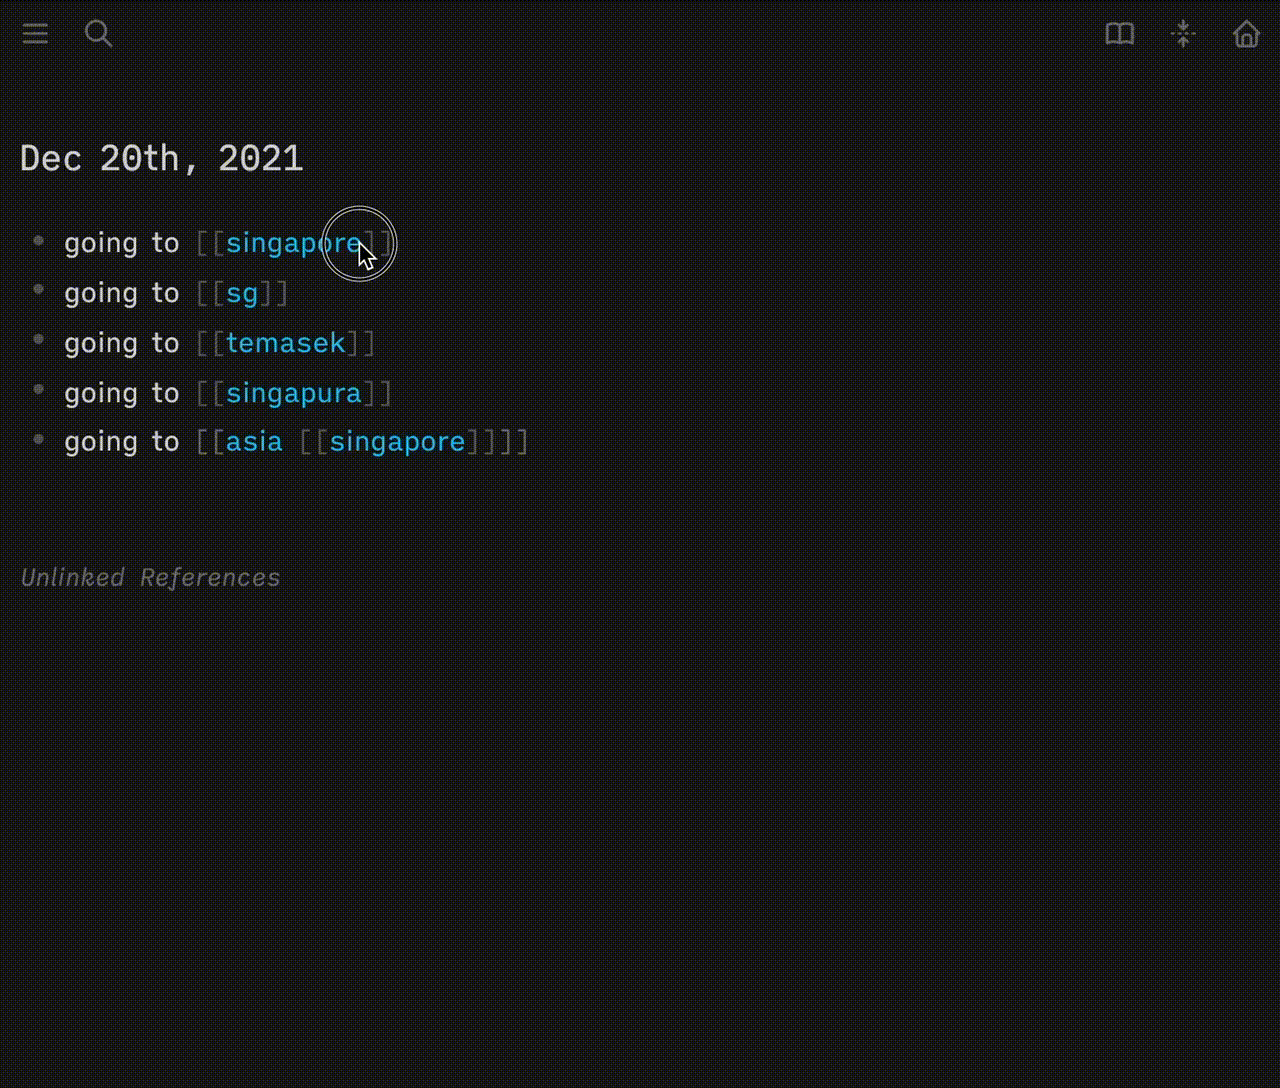 Dec 20th, 2021
going to [[singapore]]
going to [[sg]]
going to [[temasek]]
going to [[singapura]]
going to [[asia [[singapore]]]]
Unlinked References